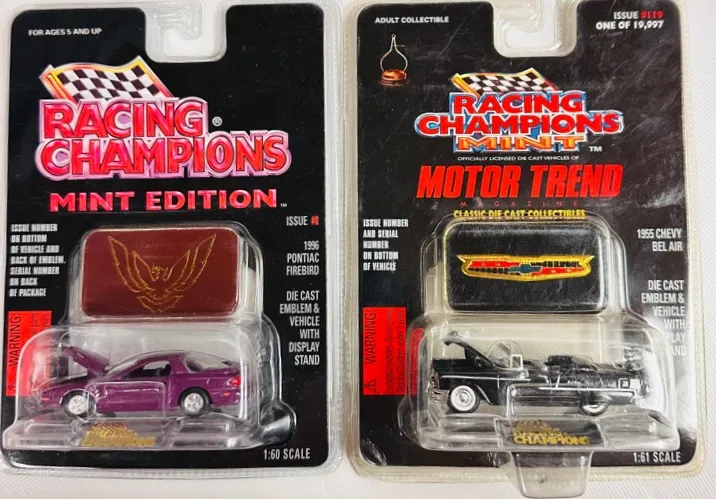 FOR AGES 5 AND UP
RACING
CHAMPIONS®
MINT EDITION™
ISSUE NUMBER
ON BOTTOM
OF VEHICLE AND
BACK OF EMBLEM.
SERIAL NUMBER
ON BACK
OF PACKAGE
ISSUE #8
1996
PONTIAC
FIREBIRD
DIE CAST
EMBLEM &
VEHICLE
WITH
DISPLAY
STAND
WARNING:
1:60 SCALE
ADULT COLLECTIBLE
ISSUE #119
ONE OF 19,997
RACING
CHAMPIONS
MINT™
OFFICIALLY LICENSED DIE CAST VEHICLES OF
MOTOR TREND
MAGAZINE
CLASSIC DIE CAST COLLECTIBLES
ISSUE NUMBER
AND SERIAL
NUMBER
ON BOTTOM
OF VEHICLE
1955 CHEVY
BEL AIR
DIE CAST
EMBLEM &
VEHICLE
WITH
WARNING:
CHAMPIONS
1:61 SCALE